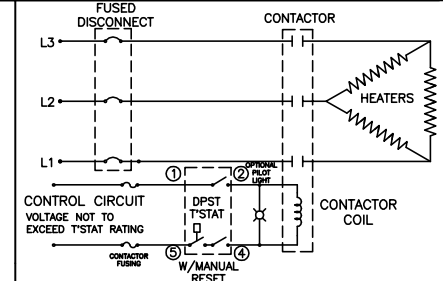 FUSED
DISCONNECT
CONTACTOR
L3
L2
HEATERS
L1
1
2
OPTIONAL
PILOT
LIGHT
CONTROL CIRCUIT
VOLTAGE NOT TO
EXCEED T'STAT RATING
DPST
T'STAT
CONTACTOR
COIL
CONTACTOR
FUSING
5
4
W/MANUAL
RESET